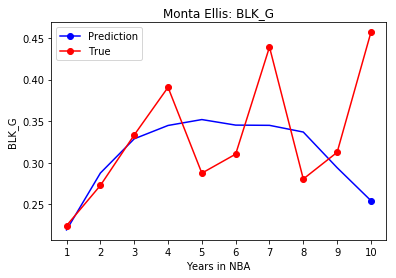 Monta Ellis: BLK_G
Prediction
True
BLK_G
0.45
0.40
0.35
0.30
0.25
1 2 3 4 5 6 7 8 9 10
Years in NBA